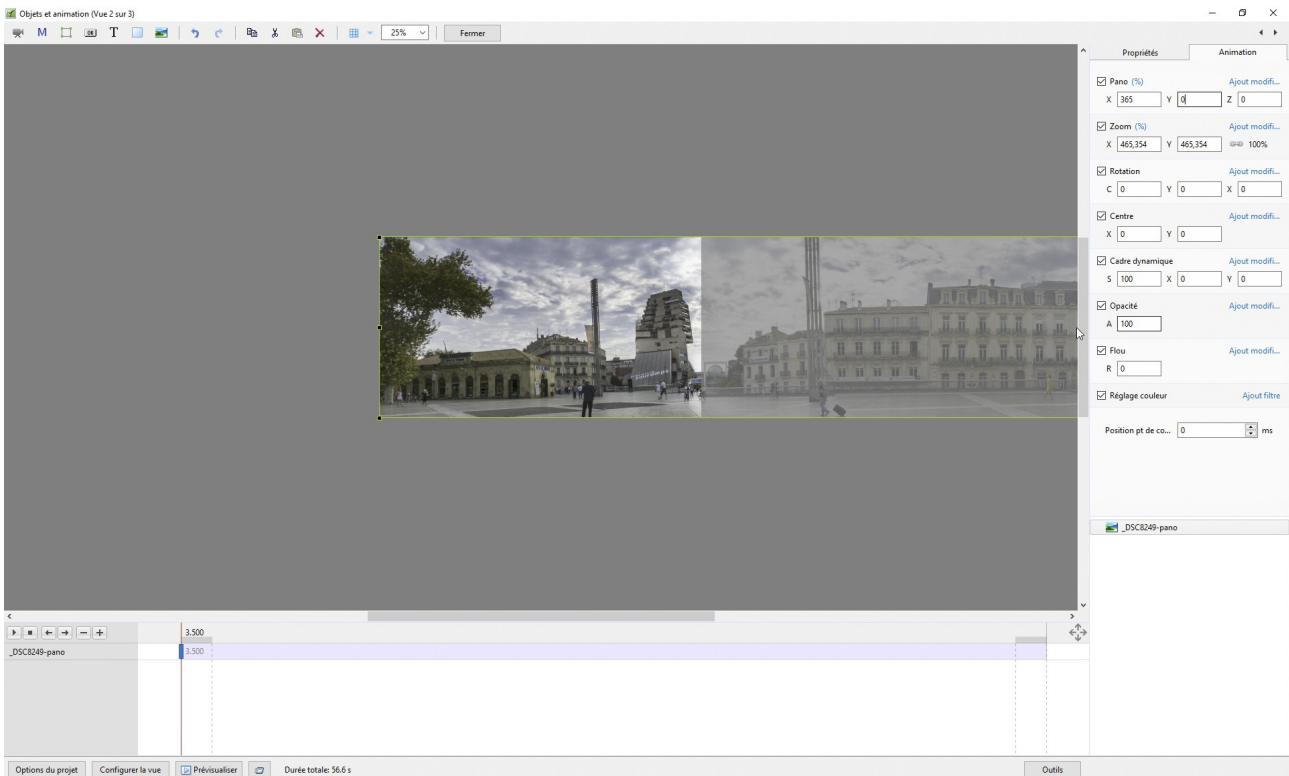 Objets et animation (Vue 2 sur 3)
M OK T 25% Fermer
Propriétés Animation
Pano (%) Ajout modifi...
X 365 Y 0 Z 0
Zoom (%) Ajout modifi...
X 465,354 Y 465,354 100%
Rotation Ajout modifi...
C 0 Y 0 X 0
Centre Ajout modifi...
X 0 Y 0
Cadre dynamique Ajout modifi...
S 100 X 0 Y 0
Opacité Ajout modifi...
A 100
Flou Ajout modifi...
R 0
Réglage couleur Ajout filtre
Position pt de co... 0 ms
_DSC8249-pano
3.500
_DSC8249-pano 3.500
Options du projet Configurer la vue Prévisualiser Durée totale: 56.6 s Outils